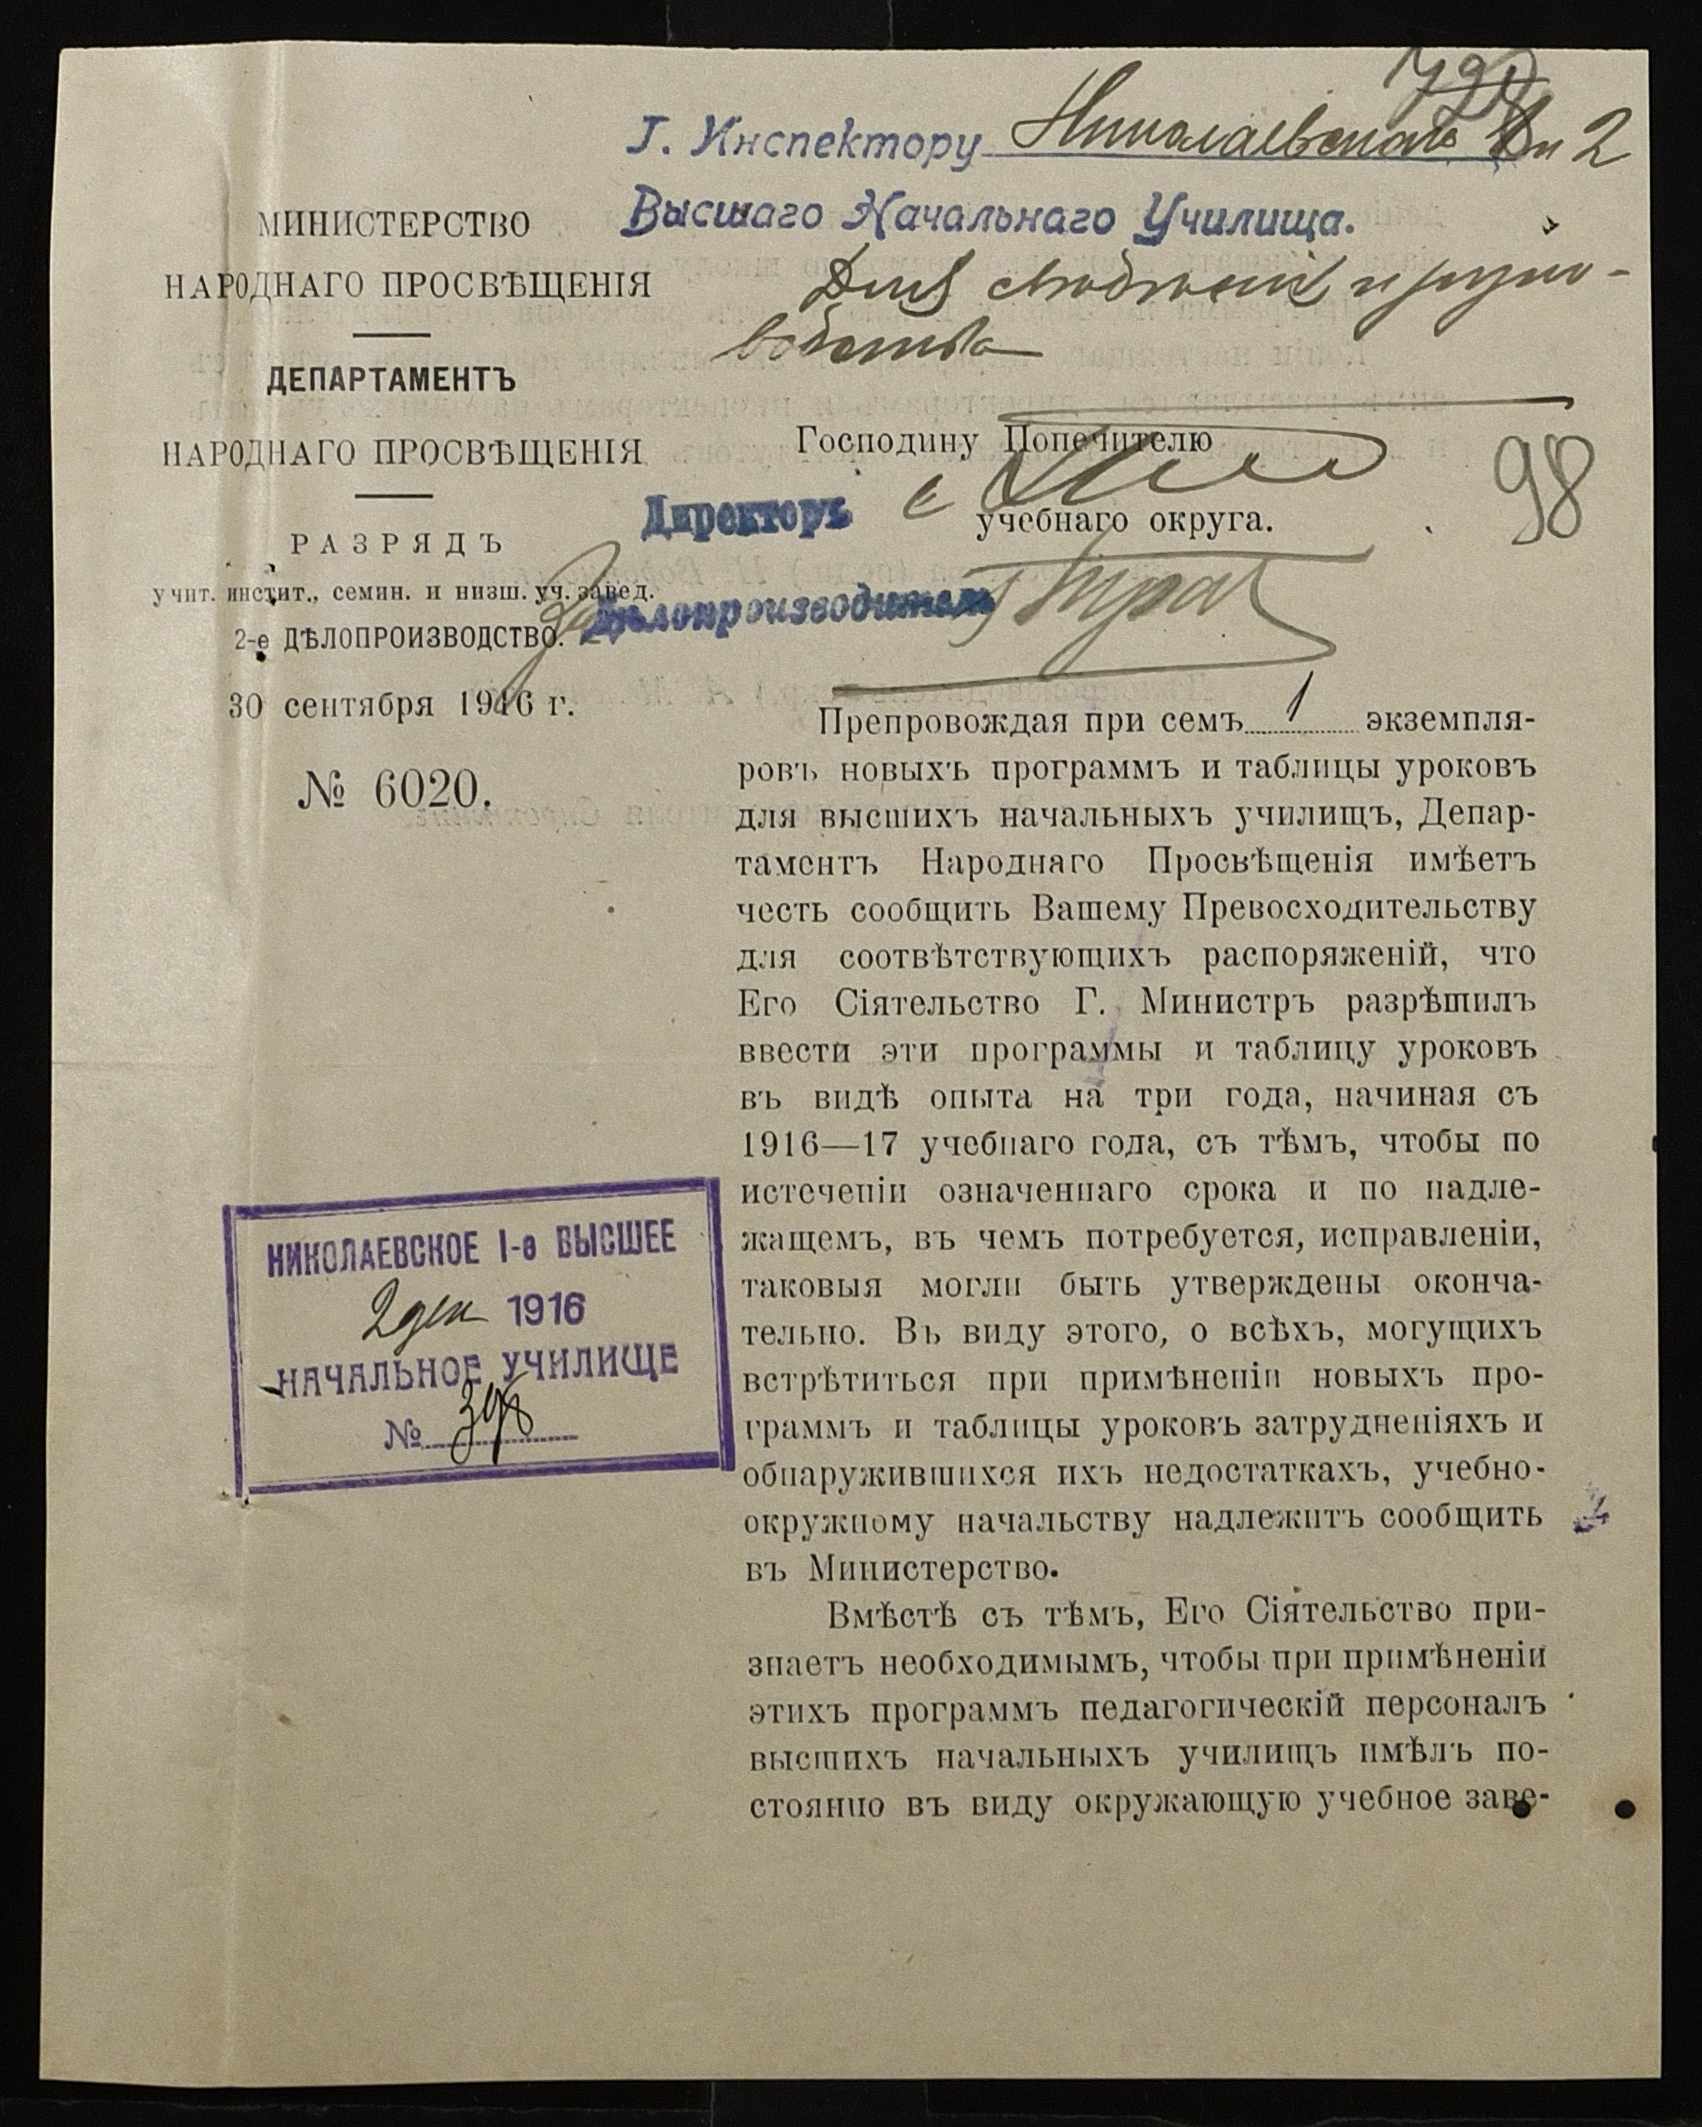 Г. Инспектору Николаевскаго 1 и 2
Высшаго Начальнаго Училища.
Для свѣдѣнія и руко-
водства
МИНИСТЕРСТВО
НАРОДНАГО ПРОСВѢЩЕНІЯ
ДЕПАРТАМЕНТЪ
НАРОДНАГО ПРОСВѢЩЕНІЯ
РАЗРЯДЪ
учит. инстит., семин. и низш. уч. завед.
2-е ДѢЛОПРОИЗВОДСТВО.
30 сентября 1916 г.
№ 6020.
Господину Попечителю
учебнаго округа.
98
Директоръ
Дѣлопроизводитель
Препровождая при семъ 1 экземпля-
ровъ новыхъ программъ и таблицы уроковъ
для высшихъ начальныхъ училищъ, Депар-
таментъ Народнаго Просвѣщенія имѣетъ
честь сообщить Вашему Превосходительству
для соотвѣтствующихъ распоряженій, что
Его Сіятельство Г. Министръ разрѣшилъ
ввести эти программы и таблицу уроковъ
въ видѣ опыта на три года, начиная съ
1916—17 учебнаго года, съ тѣмъ, чтобы по
истеченіи означеннаго срока и по надле-
жащемъ, въ чемъ потребуется, исправленіи,
таковыя могли быть утверждены оконча-
тельно. Въ виду этого, о всѣхъ, могущихъ
встрѣтиться при примѣненіи новыхъ про-
граммъ и таблицы уроковъ затрудненіяхъ и
обнаружившихся ихъ недостаткахъ, учебно-
окружному начальству надлежитъ сообщить
въ Министерство.
Вмѣстѣ съ тѣмъ, Его Сіятельство при-
знаетъ необходимымъ, чтобы при примѣненіи
этихъ программъ педагогическій персоналъ
высшихъ начальныхъ училищъ имѣлъ по-
стоянно въ виду окружающую учебное заве-
НИКОЛАЕВСКОЕ 1-е ВЫСШЕЕ
2 дек 1916
НАЧАЛЬНОЕ УЧИЛИЩЕ
№ 398